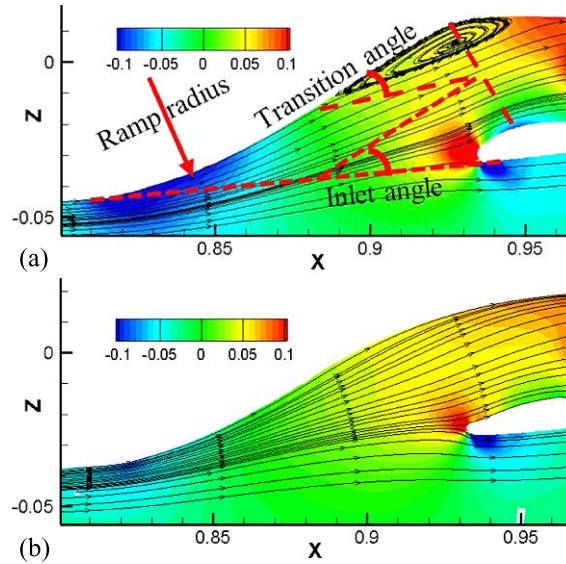 -0.1 -0.05 0 0.05 0.1
Ramp radius
Transition angle
Inlet angle
0
-0.05
Z
0.85 0.9 0.95
X
(a)
-0.1 -0.05 0 0.05 0.1
0
-0.05
Z
0.85 0.9 0.95
X
(b)